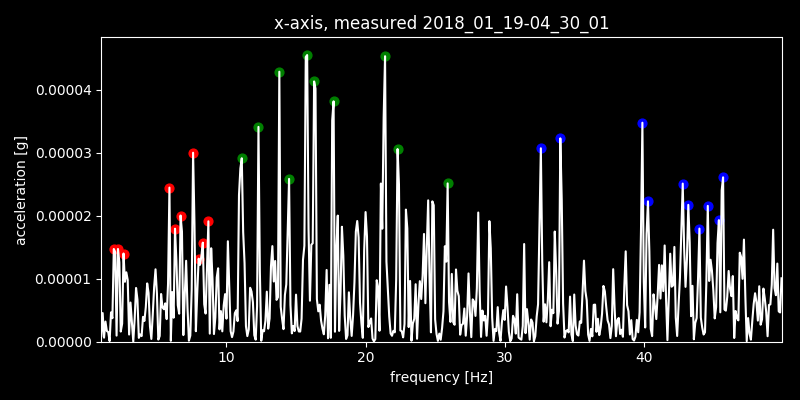 x-axis, measured 2018_01_19-04_30_01
acceleration [g]
0.00004
0.00003
0.00002
0.00001
0.00000
10 20 30 40
frequency [Hz]